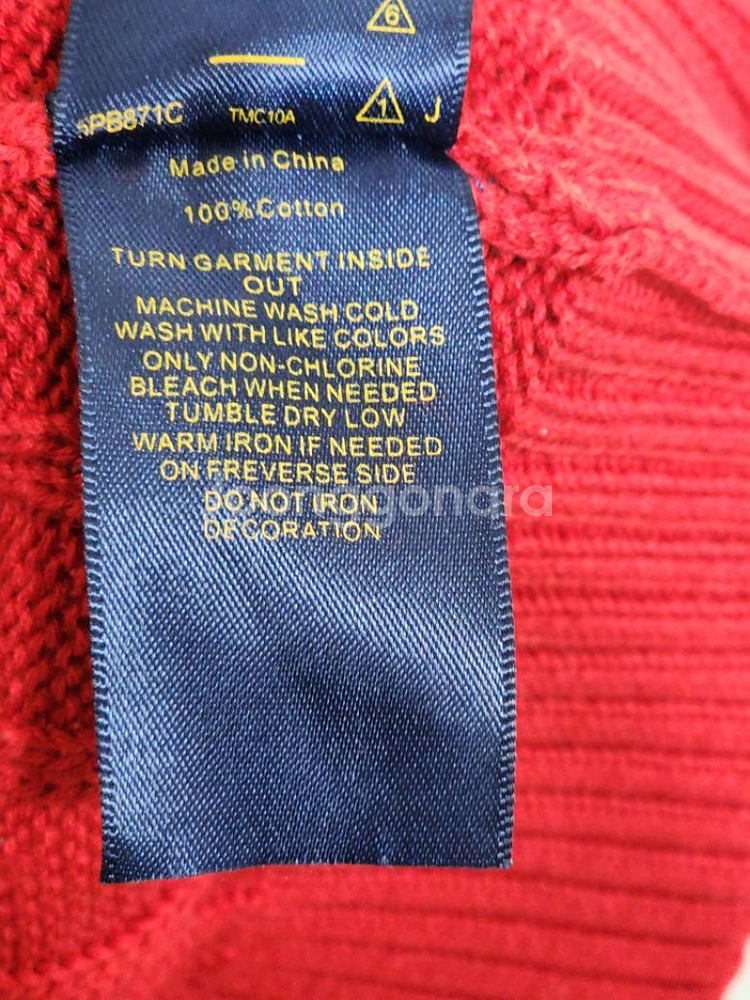 6
6PB871C TMC10A 1 J
Made in China
100% Cotton
TURN GARMENT INSIDE
OUT
MACHINE WASH COLD
WASH WITH LIKE COLORS
ONLY NON-CHLORINE
BLEACH WHEN NEEDED
TUMBLE DRY LOW
WARM IRON IF NEEDED
ON FREVERSE SIDE
DO NOT IRON
DECORATION